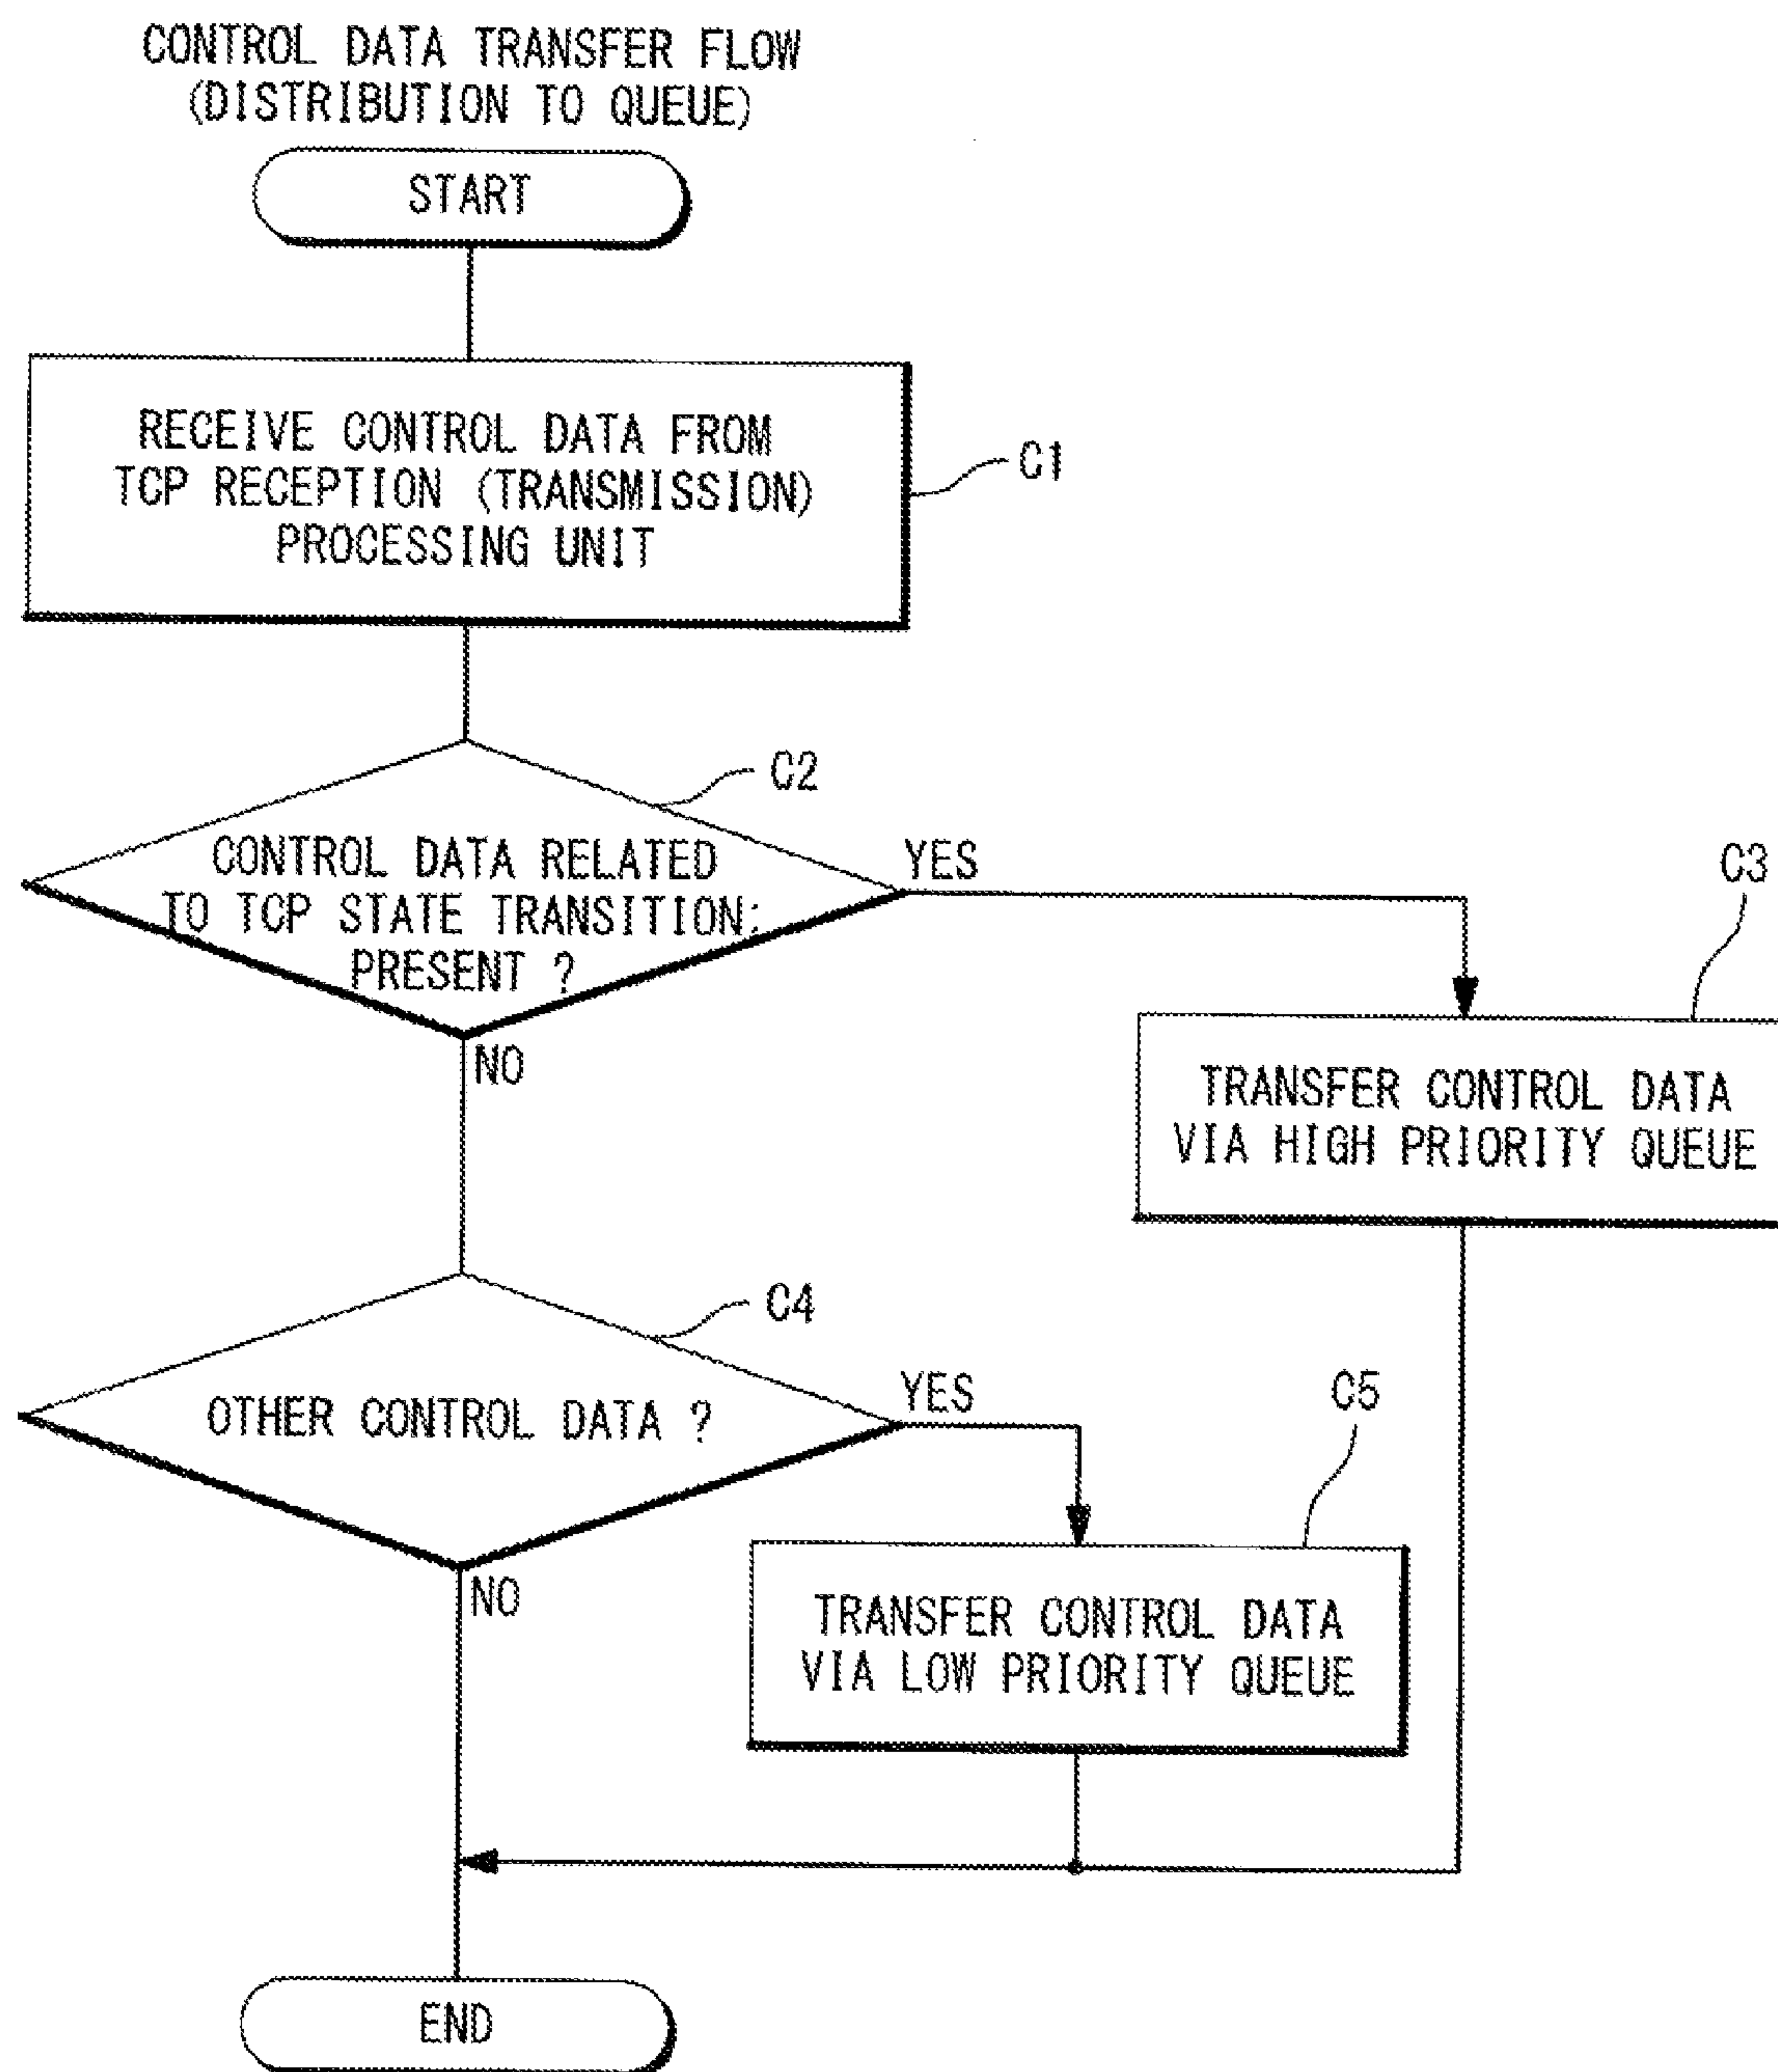 CONTROL DATA TRANSFER FLOW
(DISTRIBUTION TO QUEUE)
START
RECEIVE CONTROL DATA FROM
TCP RECEPTION (TRANSMISSION)
PROCESSING UNIT
C1
C2
CONTROL DATA RELATED
TO TCP STATE TRANSITION:
PRESENT ?
YES
NO
C3
TRANSFER CONTROL DATA
VIA HIGH PRIORITY QUEUE
C4
OTHER CONTROL DATA ?
YES
NO
C5
TRANSFER CONTROL DATA
VIA LOW PRIORITY QUEUE
END